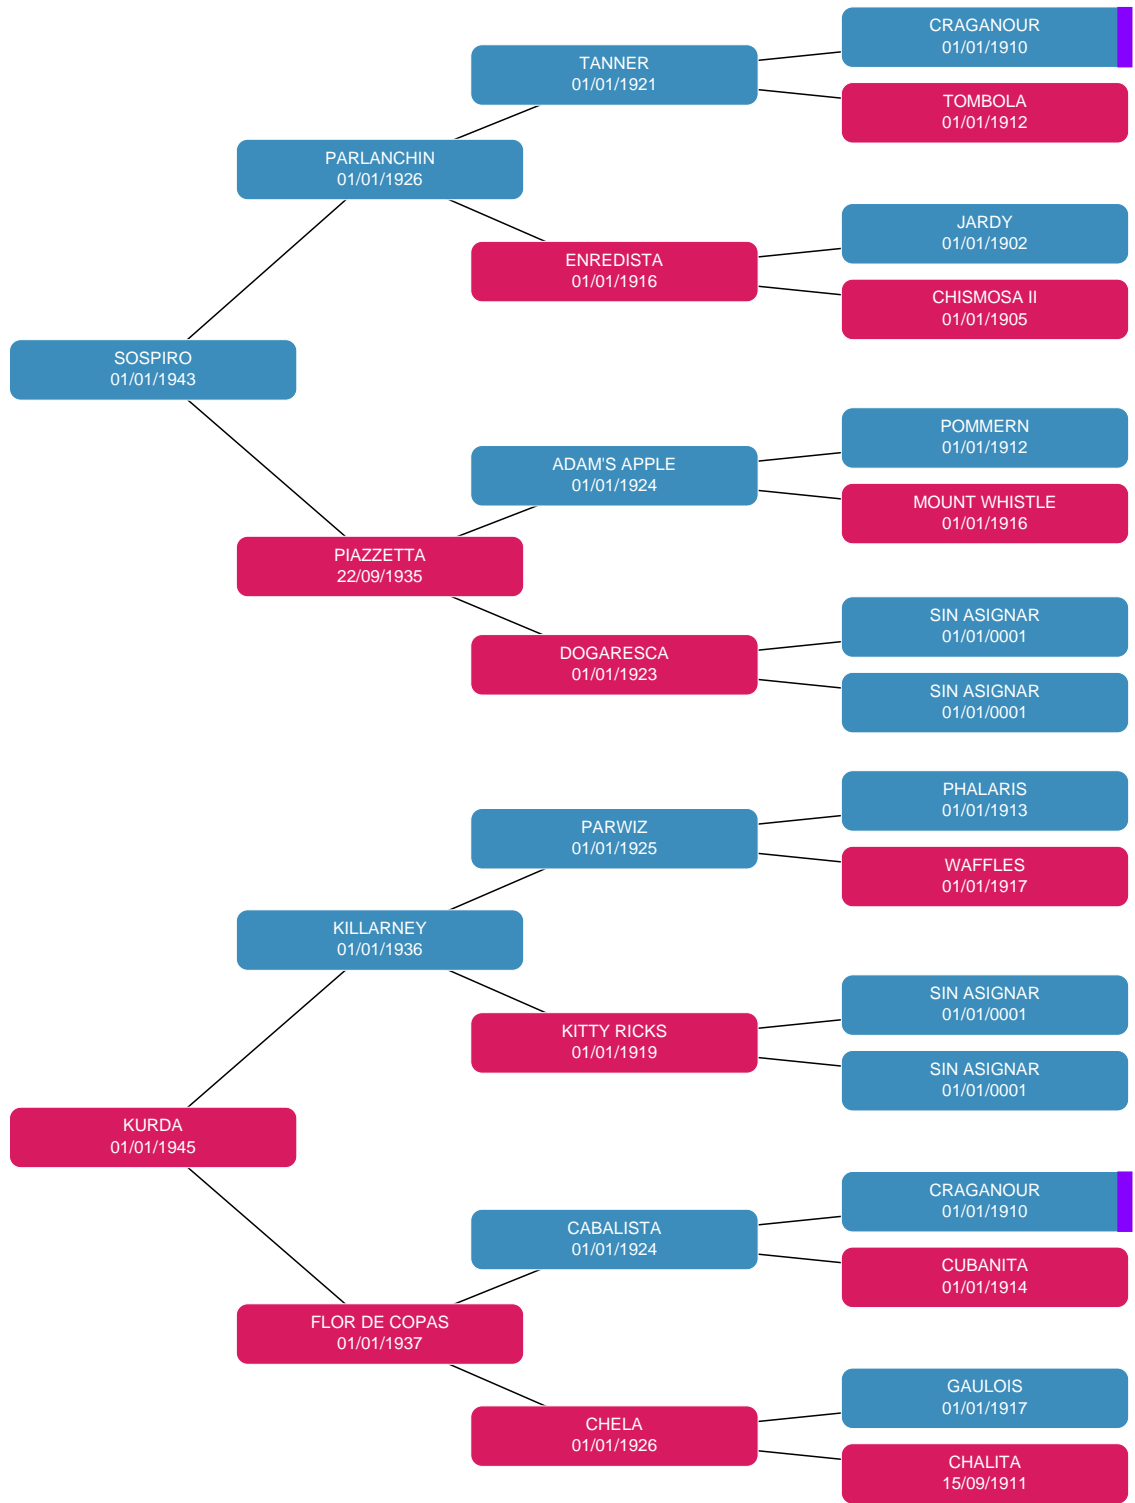 CRAGANOUR
01/01/1910
TANNER
01/01/1921
TOMBOLA
01/01/1912
PARLANCHIN
01/01/1926
JARDY
01/01/1902
ENREDISTA
01/01/1916
CHISMOSA II
01/01/1905
SOSPIRO
01/01/1943
POMMERN
01/01/1912
ADAM'S APPLE
01/01/1924
MOUNT WHISTLE
01/01/1916
PIAZZETTA
22/09/1935
SIN ASIGNAR
01/01/0001
DOGARESCA
01/01/1923
SIN ASIGNAR
01/01/0001
PHALARIS
01/01/1913
PARWIZ
01/01/1925
WAFFLES
01/01/1917
KILLARNEY
01/01/1936
SIN ASIGNAR
01/01/0001
KITTY RICKS
01/01/1919
SIN ASIGNAR
01/01/0001
KURDA
01/01/1945
CRAGANOUR
01/01/1910
CABALISTA
01/01/1924
CUBANITA
01/01/1914
FLOR DE COPAS
01/01/1937
GAULOIS
01/01/1917
CHELA
01/01/1926
CHALITA
15/09/1911